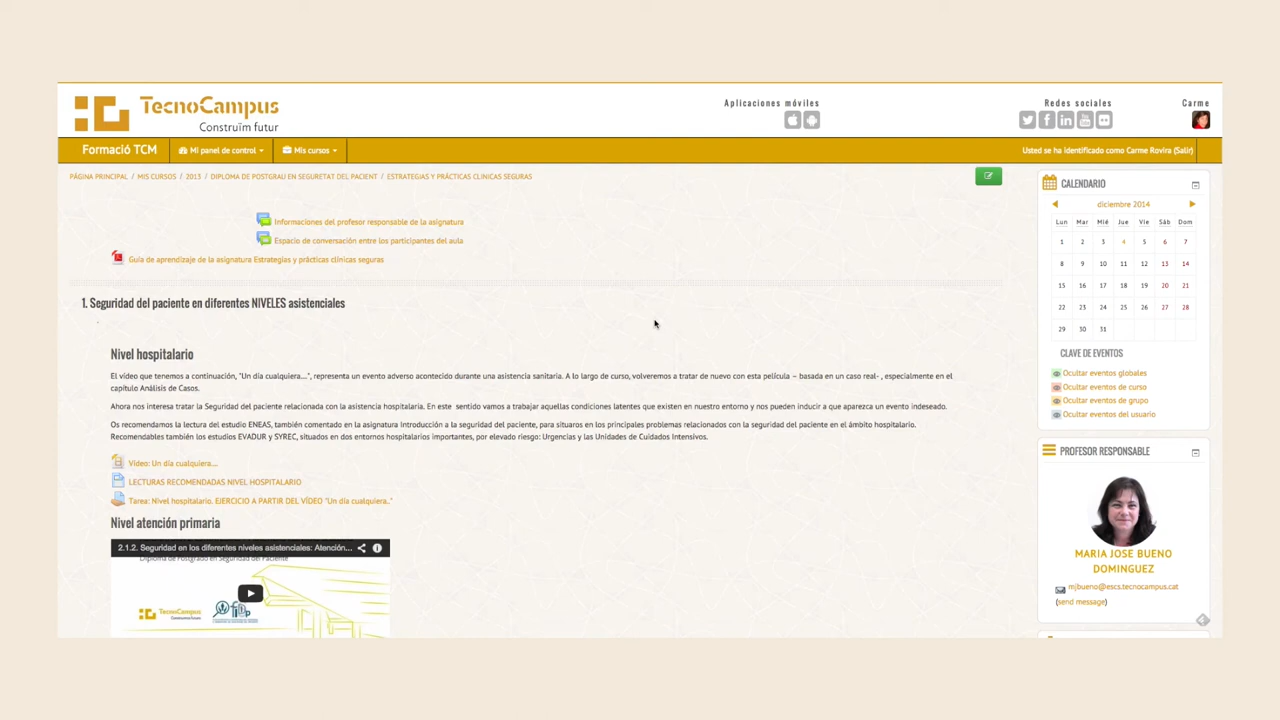 TecnoCampus
Construïm futur
Aplicaciones móviles
Redes sociales
Carme
Formació TCM
Mi panel de control
Mis cursos
Usted se ha identificado como Carme Rovira (Salir)
PÁGINA PRINCIPAL / MIS CURSOS / 2013 / DIPLOMA DE POSTGRAU EN SEGURETAT DEL PACIENT / ESTRATEGIAS Y PRÁCTICAS CLINICAS SEGURAS
Informaciones del profesor responsable de la asignatura
Espacio de conversación entre los participantes del aula
Guía de aprendizaje de la asignatura Estrategias y prácticas clínicas seguras
1. Seguridad del paciente en diferentes NIVELES asistenciales
Nivel hospitalario
El vídeo que tenemos a continuación, "Un día cualquiera...", representa un evento adverso acontecido durante una asistencia sanitaria. A lo largo de curso, volveremos a tratar de nuevo con esta película – basada en un caso real- , especialmente en el
capítulo Análisis de Casos.
Ahora nos interesa tratar la Seguridad del paciente relacionada con la asistencia hospitalaria. En este sentido vamos a trabajar aquellas condiciones latentes que existen en nuestro entorno y nos pueden inducir a que aparezca un evento indeseado.
Os recomendamos la lectura del estudio ENEAS, también comentado en la asignatura Introducción a la seguridad del paciente, para situaros en los principales problemas relacionados con la seguridad del paciente en el ámbito hospitalario.
Recomendables también los estudios EVADUR y SYREC, situados en dos entornos hospitalarios importantes, por elevado riesgo: Urgencias y las Unidades de Cuidados Intensivos.
Vídeo: Un día cualquiera...
LECTURAS RECOMENDADAS NIVEL HOSPITALARIO
Tarea: Nivel hospitalario. EJERCICIO A PARTIR DEL VÍDEO "Un día cualquiera.."
Nivel atención primaria
2.1.2. Seguridad en los diferentes niveles asistenciales: Atención...
Diploma de Postgrado en Seguridad del Paciente
TecnoCampus
CALENDARIO
diciembre 2014
Lun Mar Mié Jue Vie Sáb Dom
1 2 3 4 5 6 7
8 9 10 11 12 13 14
15 16 17 18 19 20 21
22 23 24 25 26 27 28
29 30 31
CLAVE DE EVENTOS
Ocultar eventos globales
Ocultar eventos de curso
Ocultar eventos de grupo
Ocultar eventos del usuario
PROFESOR RESPONSABLE
MARIA JOSE BUENO
DOMINGUEZ
mjbueno@escs.tecnocampus.cat
(send message)